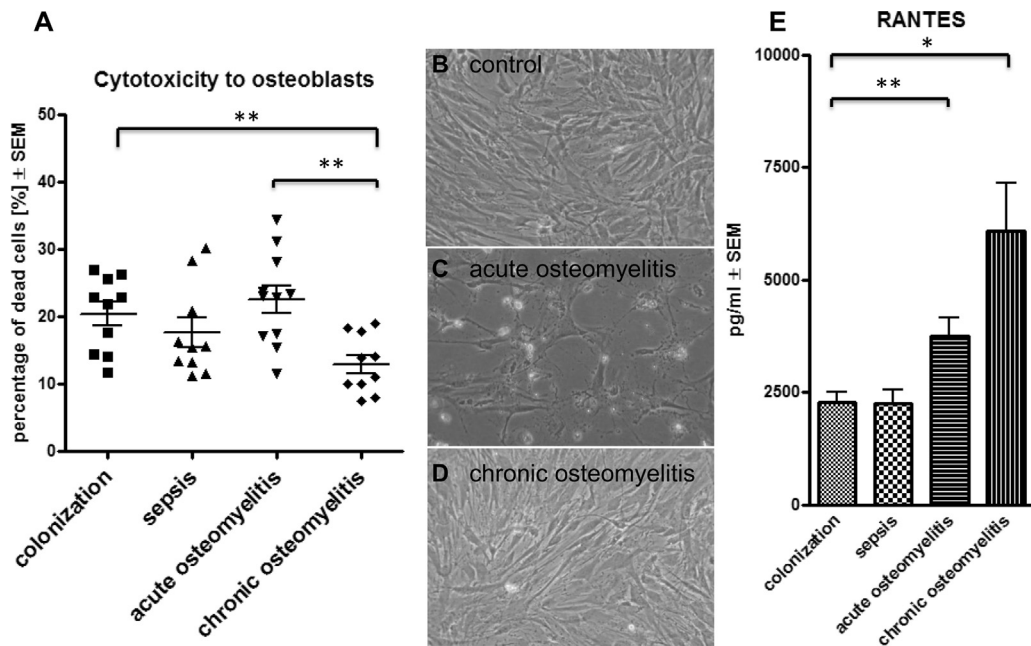 A
Cytotoxicity to osteoblasts
percentage of dead cells [%] ± SEM
50
40
30
20
10
0
**
**
colonization
sepsis
acute osteomyelitis
chronic osteomyelitis
B control
C acute osteomyelitis
D chronic osteomyelitis
E
RANTES
pg/ml ± SEM
10000
7500
5000
2500
0
*
**
colonization
sepsis
acute osteomyelitis
chronic osteomyelitis